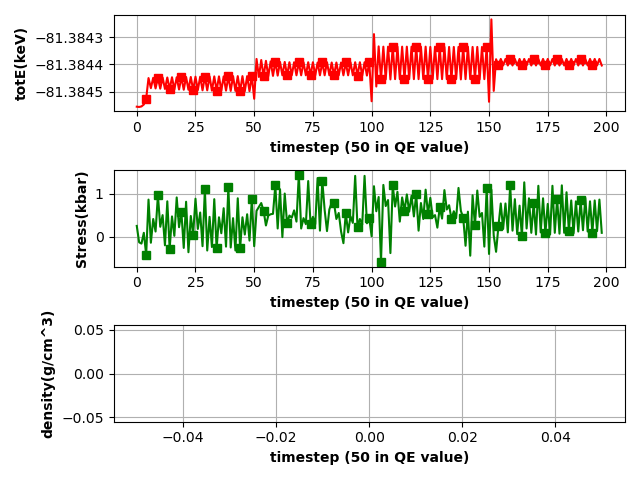 totE(keV)
−81.3843
−81.3844
−81.3845
0 25 50 75 100 125 150 175 200
timestep (50 in QE value)
Stress(kbar)
1
0
0 25 50 75 100 125 150 175 200
timestep (50 in QE value)
density(g/cm^3)
0.05
0.00
−0.05
−0.04 −0.02 0.00 0.02 0.04
timestep (50 in QE value)